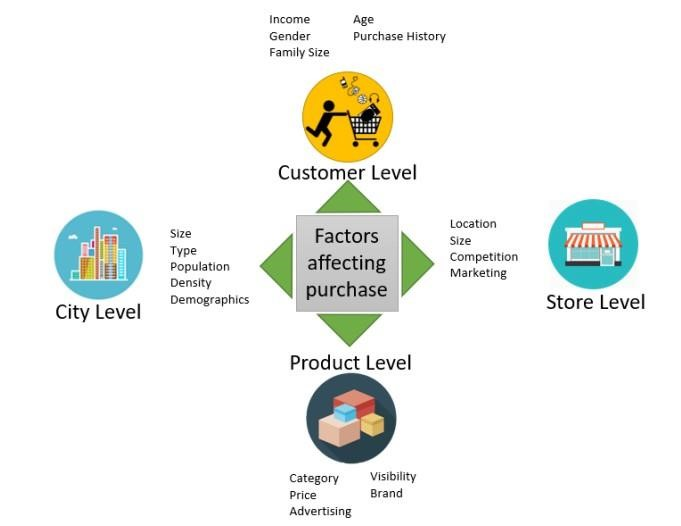 Income
Gender
Family Size
Age
Purchase History
Customer Level
Size
Type
Population
Density
Demographics
City Level
Factors
affecting
purchase
Location
Size
Competition
Marketing
Store Level
Product Level
Category
Price
Advertising
Visibility
Brand